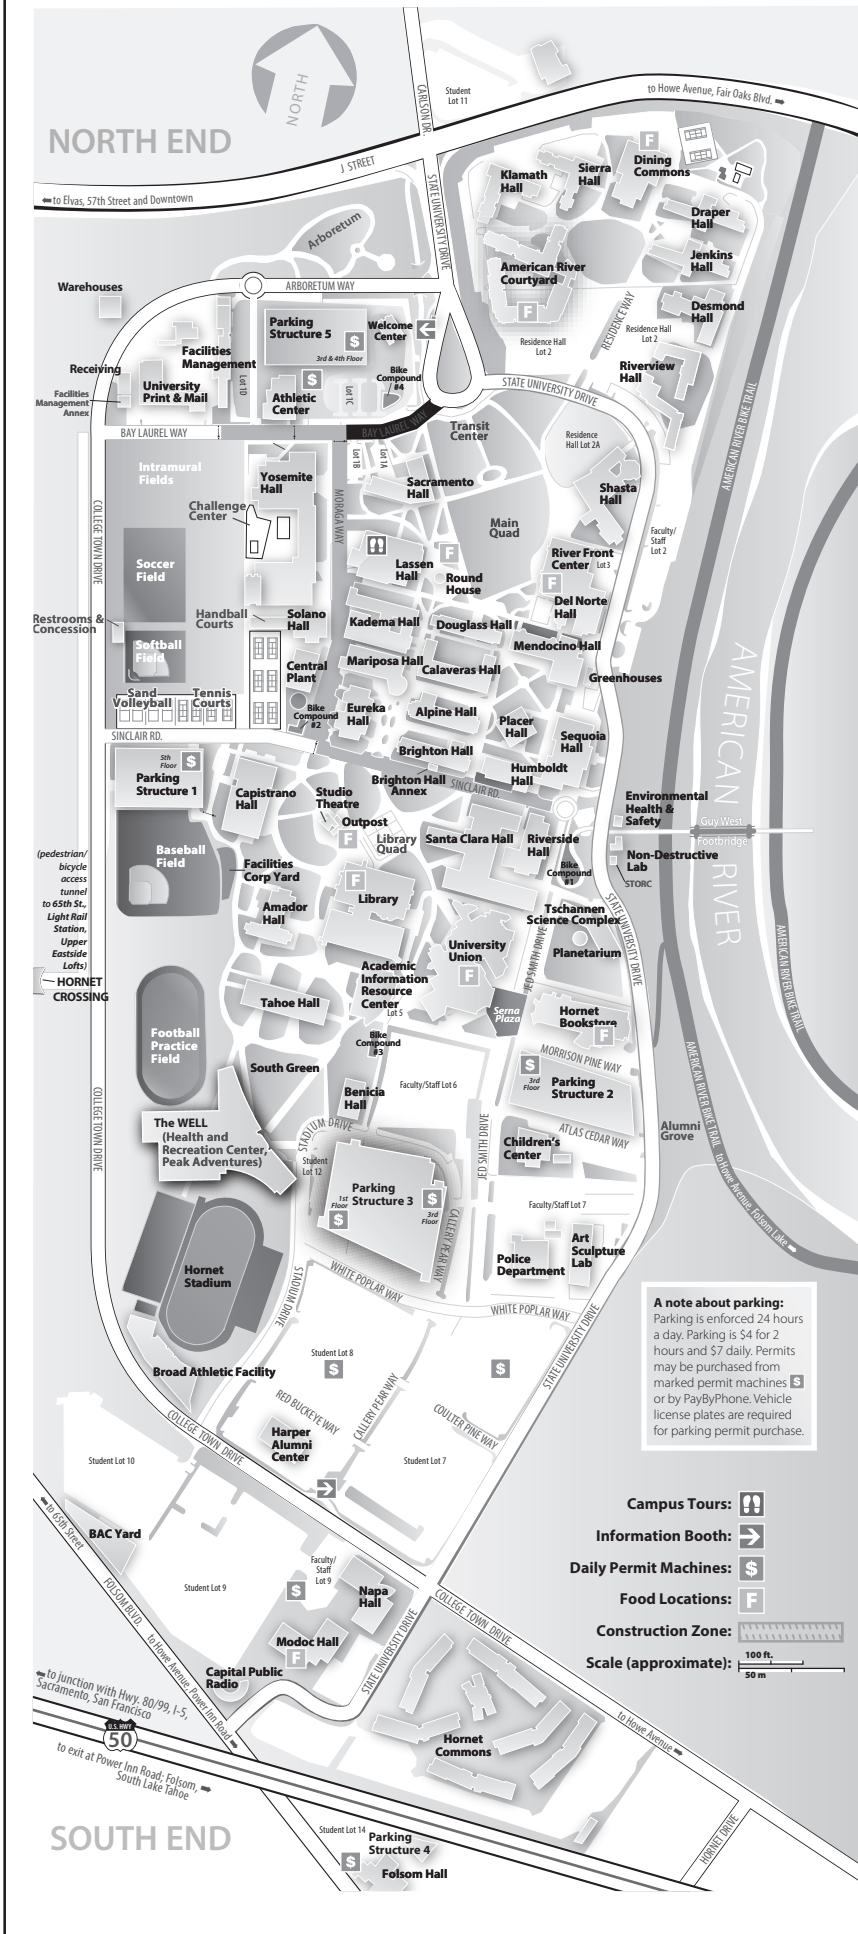 NORTH
NORTH END
CARLSON DR.
Student
Lot 11
to Howe Avenue, Fair Oaks Blvd.
J STREET
to Elvas, 57th Street and Downtown
STATE UNIVERSITY DRIVE
Klamath
Hall
Sierra
Hall
F
Dining
Commons
Draper
Hall
Jenkins
Hall
Desmond
Hall
American River
Courtyard
F
Residence Hall
Lot 2
RESIDENCE WAY
Residence Hall
Lot 2
Riverview
Hall
Arboretum
ARBORETUM WAY
Warehouses
Parking
Structure 5
$
3rd & 4th Floor
Welcome
Center
Facilities
Management
Receiving
University
Print & Mail
Facilities
Management
Annex
Lot 1D
$
Athletic
Center
Lot 1C
Bike
Compound
#4
STATE UNIVERSITY DRIVE
AMERICAN RIVER BIKE TRAIL
BAY LAUREL WAY
BAY LAUREL WAY
Transit
Center
Residence
Hall Lot 2A
Intramural
Fields
Yosemite
Hall
Lot 1B
Lot 1A
Sacramento
Hall
Shasta
Hall
Challenge
Center
MORAGA WAY
Main
Quad
COLLEGE TOWN DRIVE
Faculty/
Staff
Lot 2
Soccer
Field
Lassen
Hall
F
Round
House
River Front
Center
Lot 3
F
Del Norte
Hall
Restrooms &
Concession
Handball
Courts
Solano
Hall
Kadema Hall
Douglass Hall
Mendocino Hall
Softball
Field
Central
Plant
Mariposa Hall
Calaveras Hall
Greenhouses
Sand
Volleyball
Tennis
Courts
Bike
Compound
#2
Eureka
Hall
Alpine Hall
Placer
Hall
Sequoia
Hall
AMERICAN RIVER
SINCLAIR RD.
Brighton Hall
Humboldt
Hall
5th
Floor
$
Parking
Structure 1
Capistrano
Hall
Studio
Theatre
Brighton Hall
Annex
SINCLAIR RD.
Environmental
Health &
Safety
Outpost
F
Library
Quad
Santa Clara Hall
Riverside
Hall
Guy West
Footbridge
(pedestrian/
bicycle
access
tunnel
to 65th St.,
Light Rail
Station,
Upper
Eastside
Lofts)
HORNET
CROSSING
Baseball
Field
Facilities
Corp Yard
F
Library
Bike
Compound
#1
Non-Destructive
Lab
STORC
Amador
Hall
Tschannen
Science Complex
STATE UNIVERSITY DRIVE
University
Union
F
JED SMITH DRIVE
Planetarium
AMERICAN RIVER BIKE TRAIL
Academic
Information
Resource
Center
Lot 5
Tahoe Hall
Serna
Plaza
Hornet
Bookstore
F
Football
Practice
Field
Bike
Compound
#3
MORRISON PINE WAY
South Green
$
3rd
Floor
Parking
Structure 2
AMERICAN RIVER BIKE TRAIL
Faculty/Staff Lot 6
Benicia
Hall
COLLEGE TOWN DRIVE
The WELL
(Health and
Recreation Center,
Peak Adventures)
STADIUM DRIVE
JED SMITH DRIVE
ATLAS CEDAR WAY
Alumni
Grove
Children's
Center
Student
Lot 12
1st
Floor
$
Parking
Structure 3
$
3rd
Floor
CALLERY PEAR WAY
Faculty/Staff Lot 7
to Howe Avenue, Folsom Lake
Police
Department
Art
Sculpture
Lab
Hornet
Stadium
STADIUM DRIVE
WHITE POPLAR WAY
WHITE POPLAR WAY
STATE UNIVERSITY DRIVE
A note about parking:
Parking is enforced 24 hours
a day. Parking is $4 for 2
hours and $7 daily. Permits
may be purchased from
marked permit machines $
or by PayByPhone. Vehicle
license plates are required
for parking permit purchase.
Student Lot 8
$
$
Broad Athletic Facility
RED BUCKEYE WAY
CALLERY PEAR WAY
COULTER PINE WAY
COLLEGE TOWN DRIVE
Harper
Alumni
Center
Student Lot 10
Student Lot 7
to 65th Street
BAC Yard
Campus Tours:
Information Booth:
Daily Permit Machines: $
Food Locations: F
Construction Zone:
Scale (approximate):
100 ft.
50 m
FOLSOM BLVD.
Student Lot 9
Faculty/
Staff
Lot 9
$
Napa
Hall
COLLEGE TOWN DRIVE
to Howe Avenue, Power Inn Road
Modoc Hall
F
STATE UNIVERSITY DRIVE
Capital Public
Radio
to junction with Hwy. 80/99, I-5,
Sacramento, San Francisco
U.S. HWY
50
to exit at Power Inn Road; Folsom,
South Lake Tahoe
Hornet
Commons
to Howe Avenue
SOUTH END
Student Lot 14
Parking
Structure 4
$
Folsom Hall
HORNET DRIVE